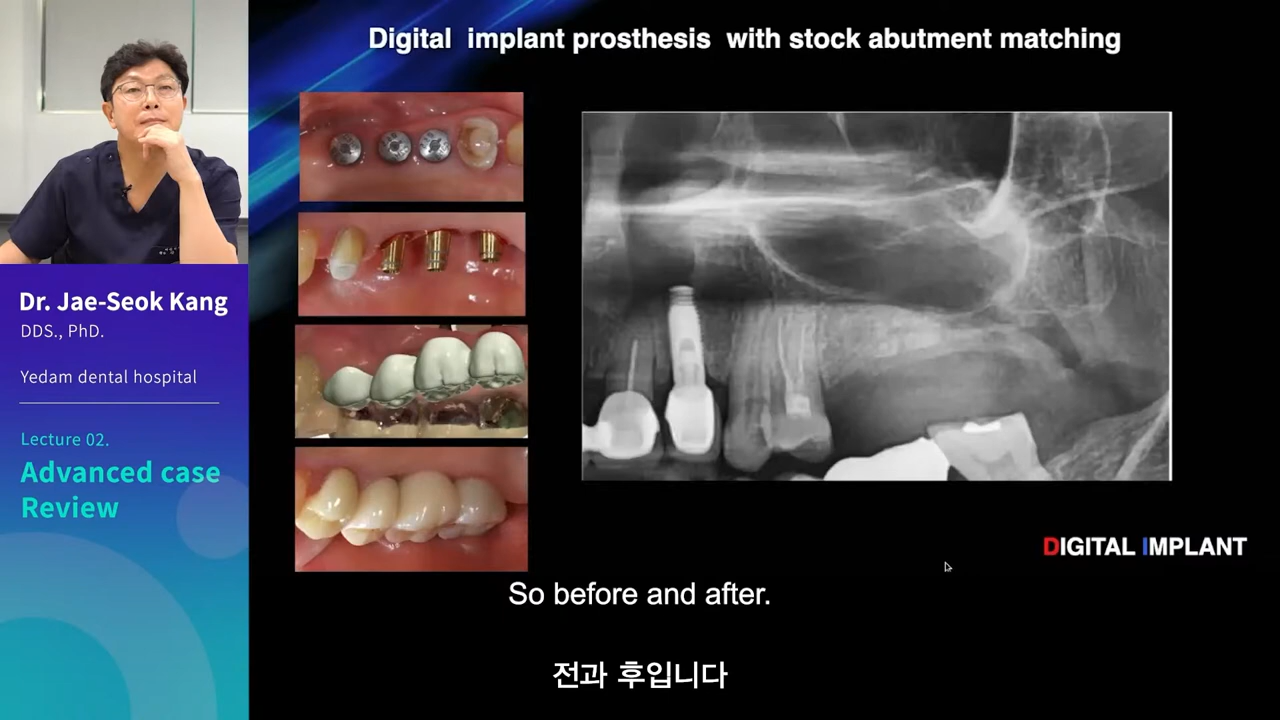 Digital implant prosthesis with stock abutment matching
Dr. Jae-Seok Kang
DDS., PhD.
Yedam dental hospital
Lecture 02.
Advanced case
Review
DIGITAL IMPLANT
So before and after.
전과 후입니다